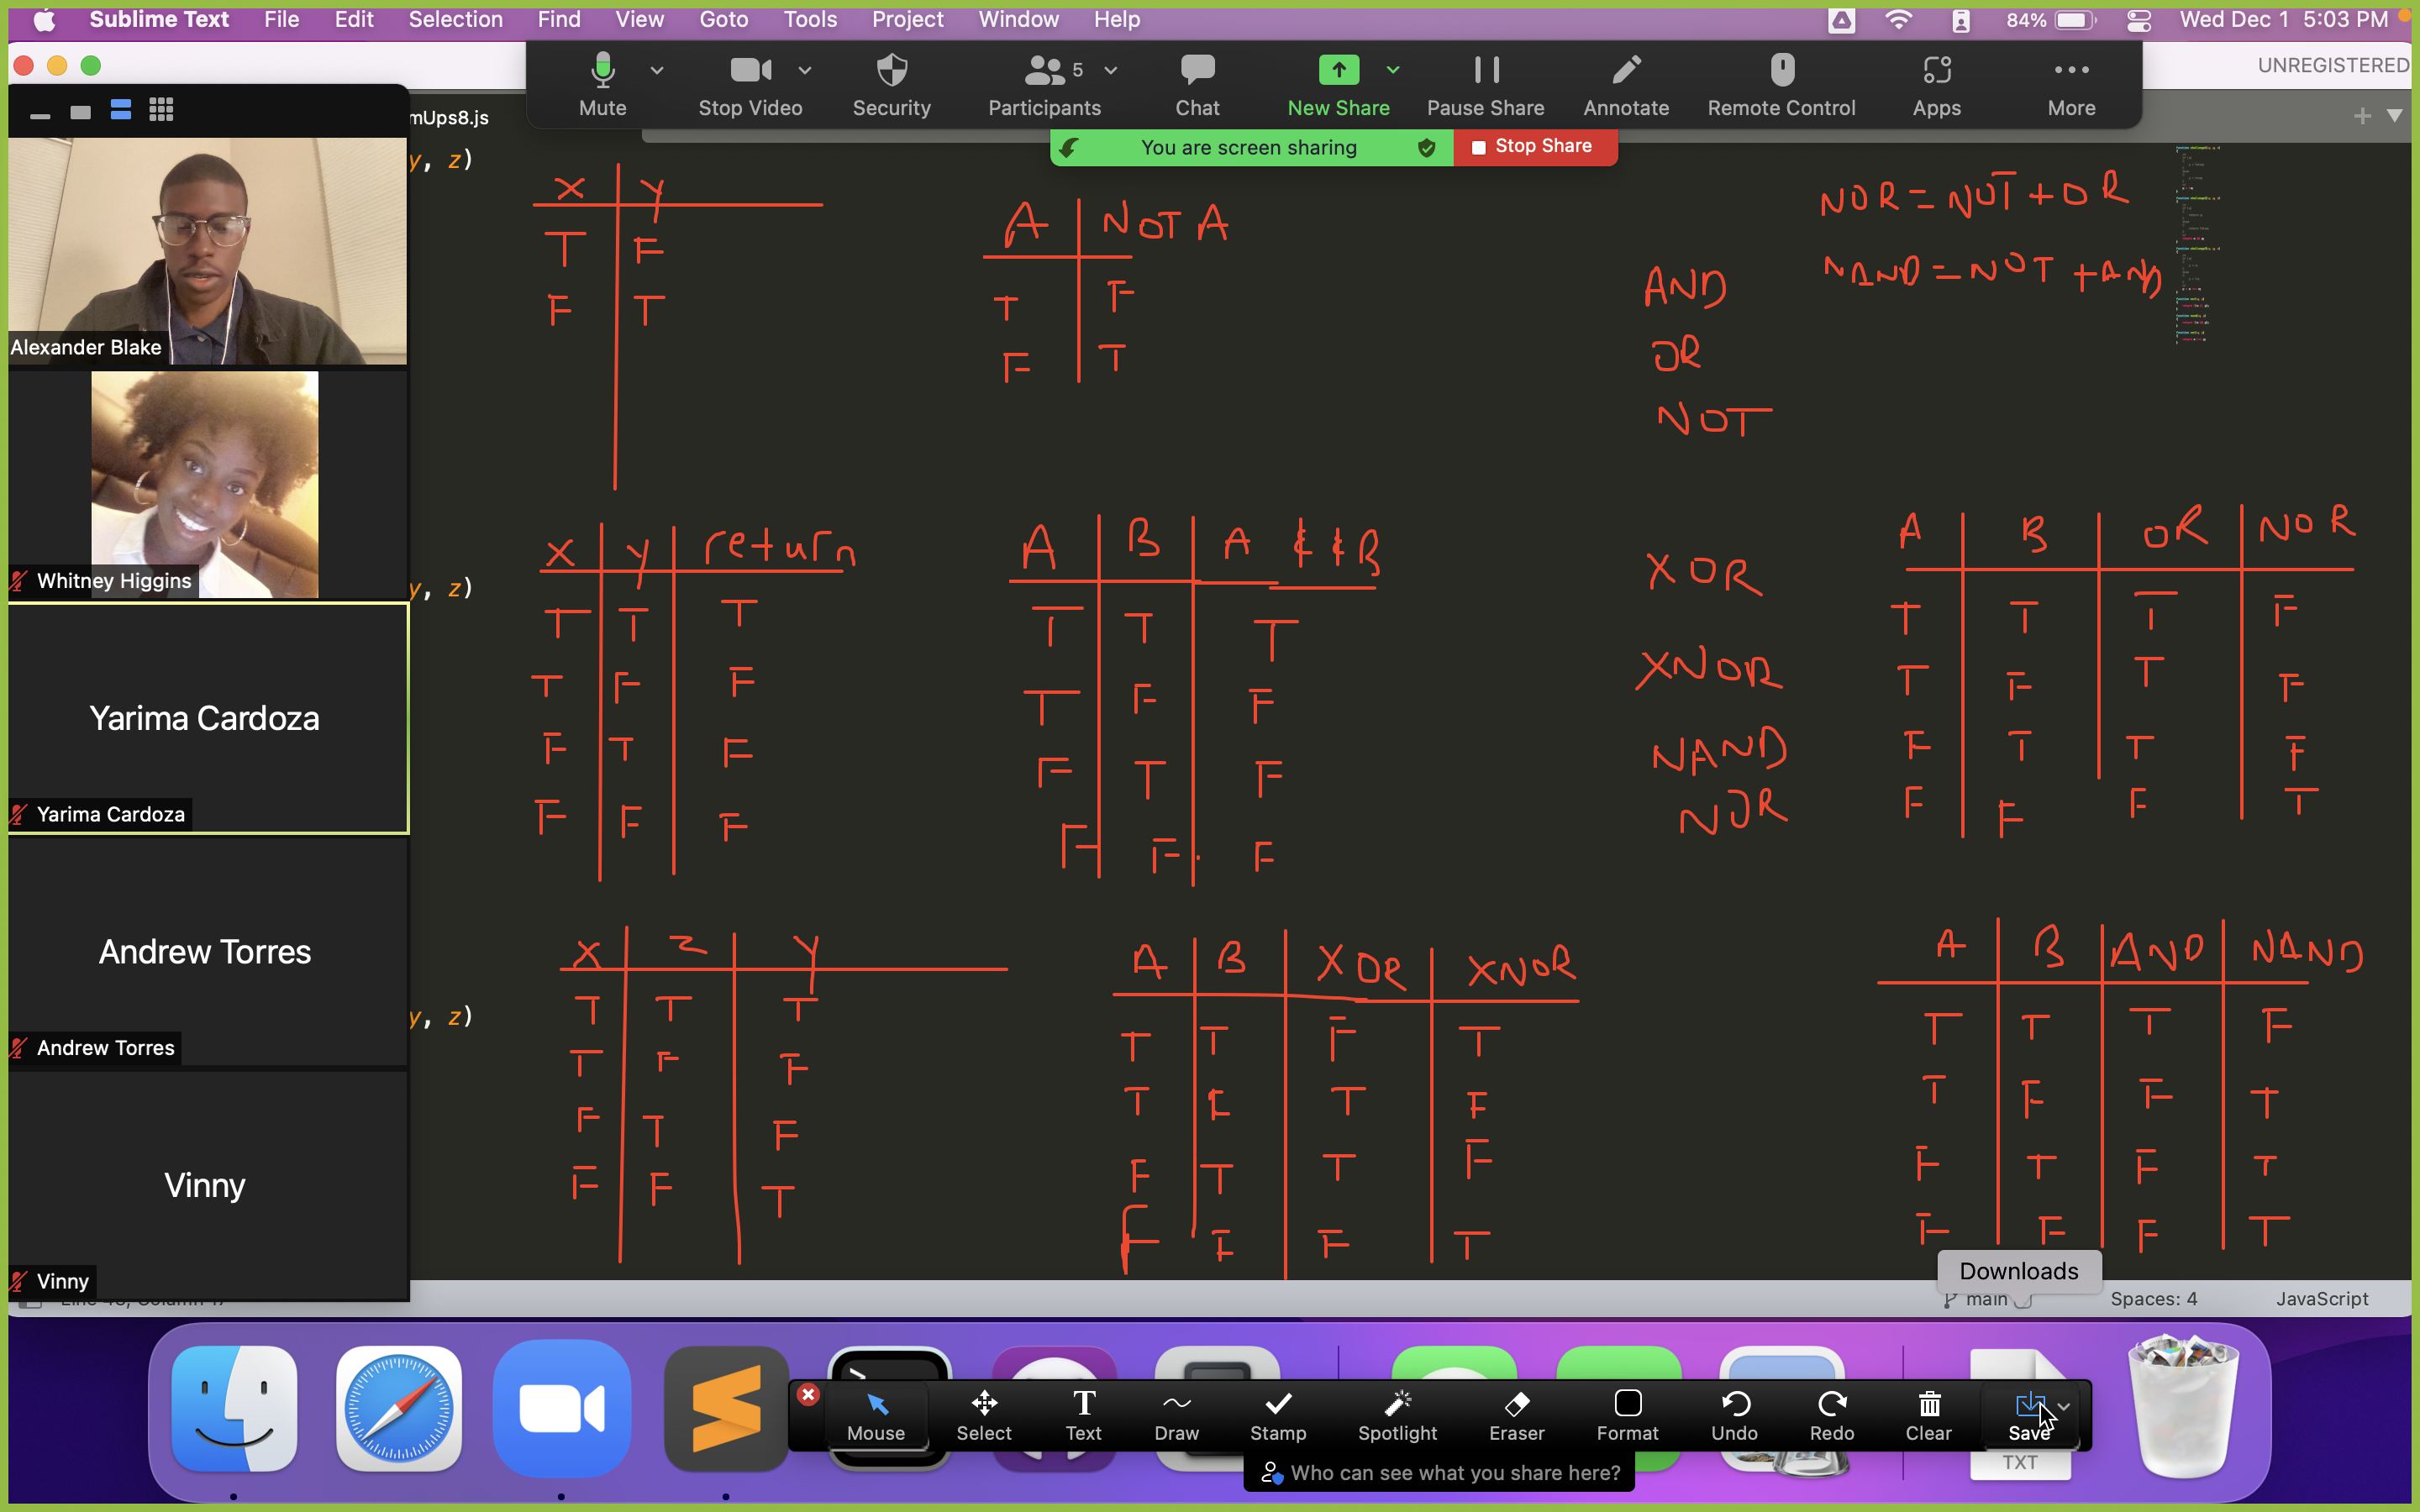 Sublime Text File Edit Selection Find View Goto Tools Project Window Help 84% Wed Dec 1 5:03 PM
UNREGISTERED
Mute Stop Video Security Participants 5 Chat New Share Pause Share Annotate Remote Control Apps More
You are screen sharing Stop Share
mUps8.js
y, z)
Alexander Blake
Whitney Higgins
y, z)
Yarima Cardoza
Yarima Cardoza
Andrew Torres
y, z)
Andrew Torres
Vinny
Vinny
X Y
T F
F T
A NOT A
T F
F T
AND
OR
NOT
NOR = NOT + OR
NAND = NOT + AND
X Y return
T T T
T F F
F T F
F F F
A B A && B
T T T
T F F
F T F
F F F
XOR
XNOR
NAND
NOR
A B OR NOR
T T T F
T F T F
F T T F
F F F T
X Z Y
T T T
T F F
F T F
F F T
A B XOR XNOR
T T F T
T F T F
F T T F
F F F T
A B AND NAND
T T T F
T F F T
F T F T
F F F T
Downloads
main Spaces: 4 JavaScript
Mouse Select Text Draw Stamp Spotlight Eraser Format Undo Redo Clear Save
Who can see what you share here?
TXT